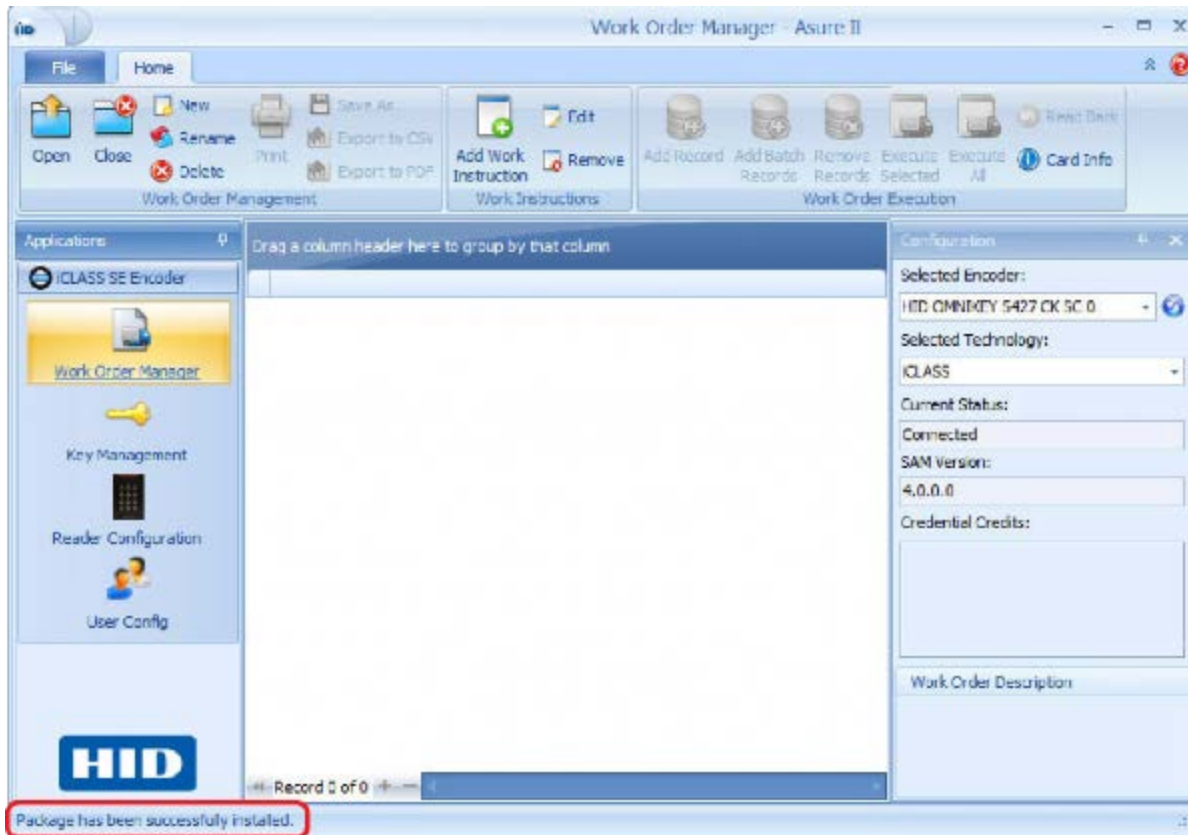 Work Order Manager - Asure II
File
Home
Open
Close
New
Rename
Delete
Print
Save As
Export to CSV
Export to PDF
Work Order Management
Add Work
Instruction
Edit
Remove
Work Instructions
Add Record
Add Batch
Records
Remove
Records
Execute
Selected
Execute
All
Read Back
Card Info
Work Order Execution
Applications
iCLASS SE Encoder
Work Order Manager
Key Management
Reader Configuration
User Config
HID
Drag a column header here to group by that column
Record 0 of 0
Configuration
Selected Encoder:
HID OMNIKEY 5427 CK SC 0
Selected Technology:
iCLASS
Current Status:
Connected
SAM Version:
4.0.0.0
Credential Credits:
Work Order Description
Package has been successfully installed.